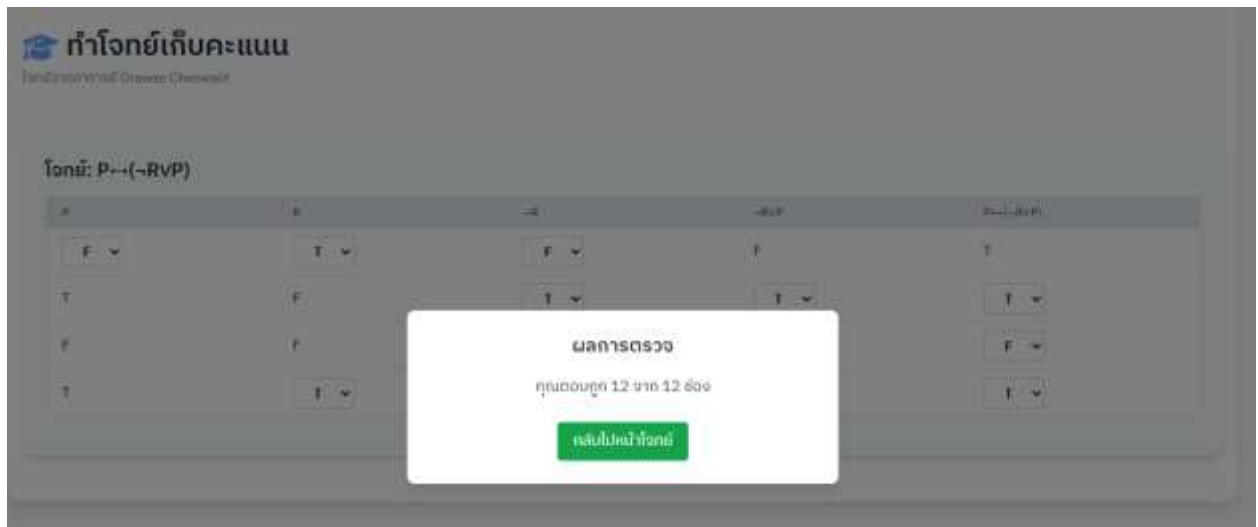 ทำโจทย์เก็บคะแนน
โจทย์: P↔(¬R∨P)
¬R ¬R∨P P↔(¬R∨P)
F T F F T
T F T T T
F F F
T T T
ผลการตรวจ
คุณตอบถูก 12 จาก 12 ช่อง
กลับไปหน้าโจทย์